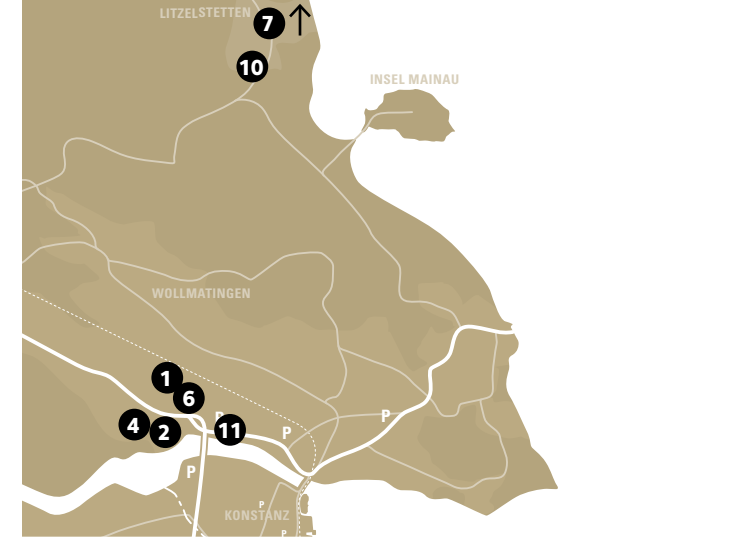 LITZELSTETTEN
7
10
INSEL MAINAU
WOLLMATINGEN
1
6
P
P
4
2
11
P
P
P
KONSTANZ
P